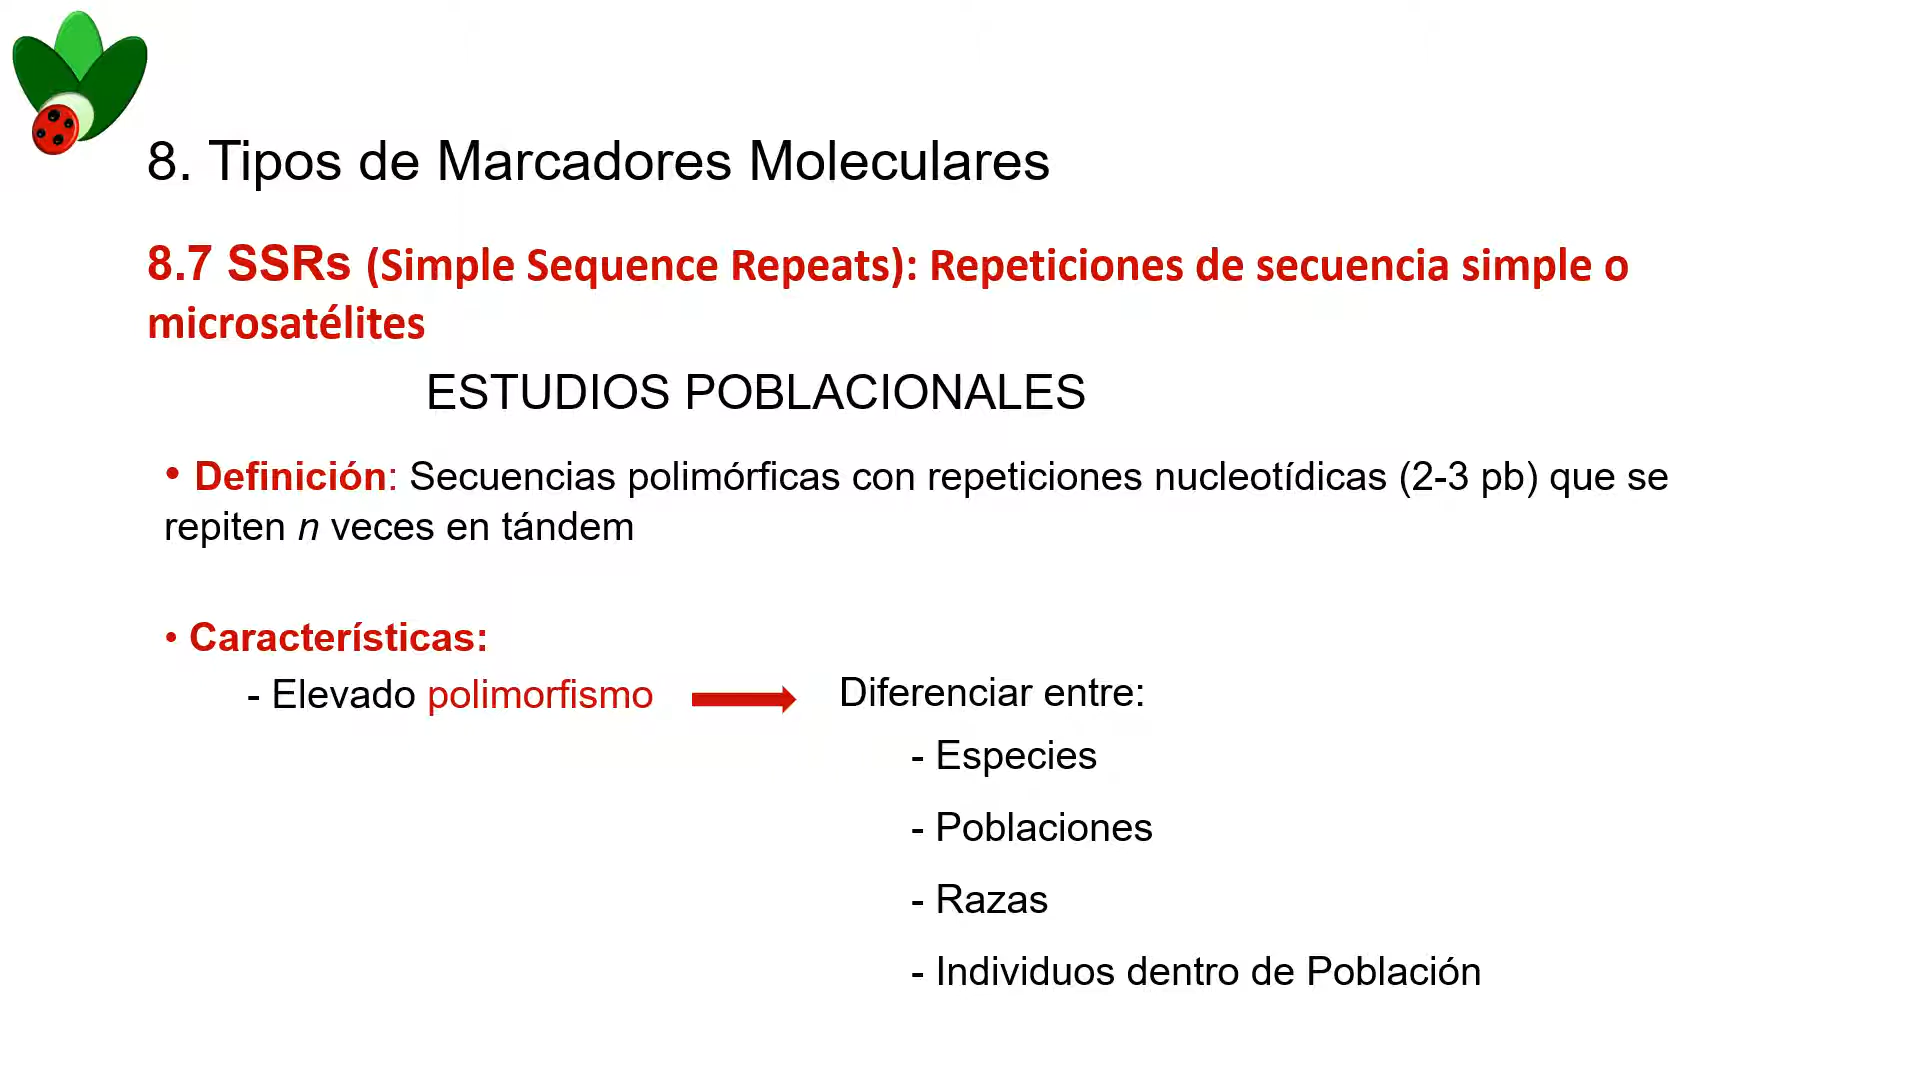 8. Tipos de Marcadores Moleculares
8.7 SSRs (Simple Sequence Repeats): Repeticiones de secuencia simple o
microsatélites
ESTUDIOS POBLACIONALES
• Definición: Secuencias polimórficas con repeticiones nucleotídicas (2-3 pb) que se
repiten n veces en tándem
• Características:
- Elevado polimorfismo
Diferenciar entre:
- Especies
- Poblaciones
- Razas
- Individuos dentro de Población